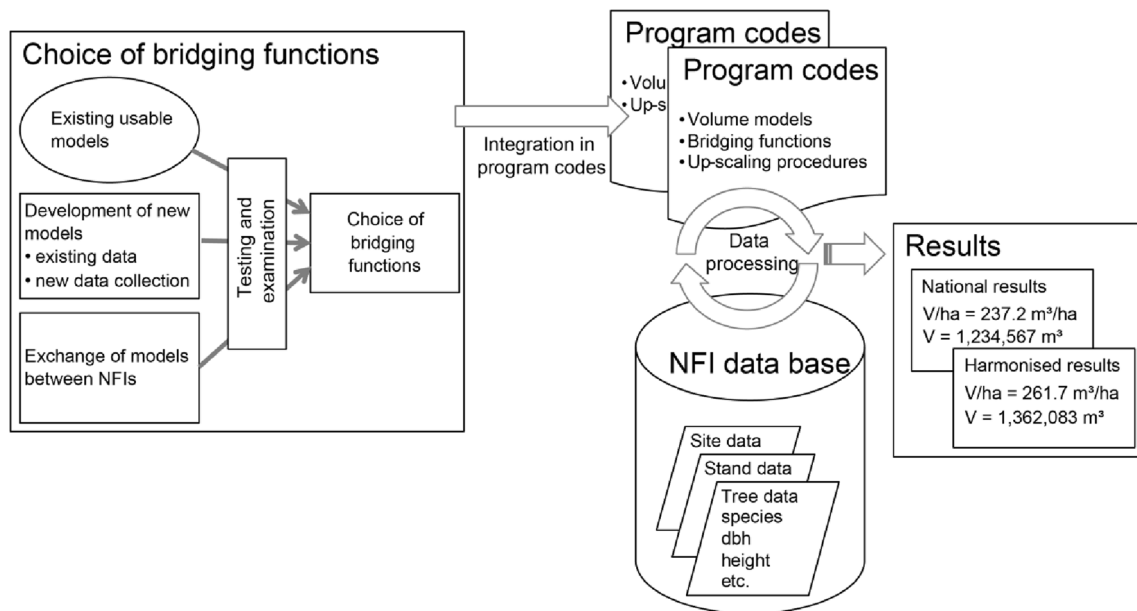 Choice of bridging functions
Existing usable
models
Development of new
models
• existing data
• new data collection
Exchange of models
between NFIs
Testing and
examination
Choice of
bridging
functions
Integration in
program codes
Program codes
• Volu
• Up-s
Program codes
• Volume models
• Bridging functions
• Up-scaling procedures
Data
processing
NFI data base
Site data
Stand data
Tree data
species
dbh
height
etc.
Results
National results
V/ha = 237.2 m³/ha
V = 1,234,567 m³
Harmonised results
V/ha = 261.7 m³/ha
V = 1,362,083 m³